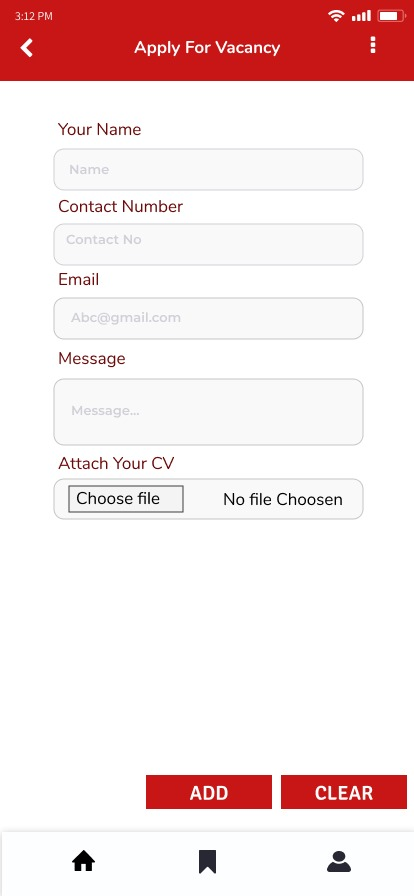 3:12 PM
Apply For Vacancy
Your Name
Name
Contact Number
Contact No
Email
Abc@gmail.com
Message
Message...
Attach Your CV
Choose file No file Choosen
ADD CLEAR